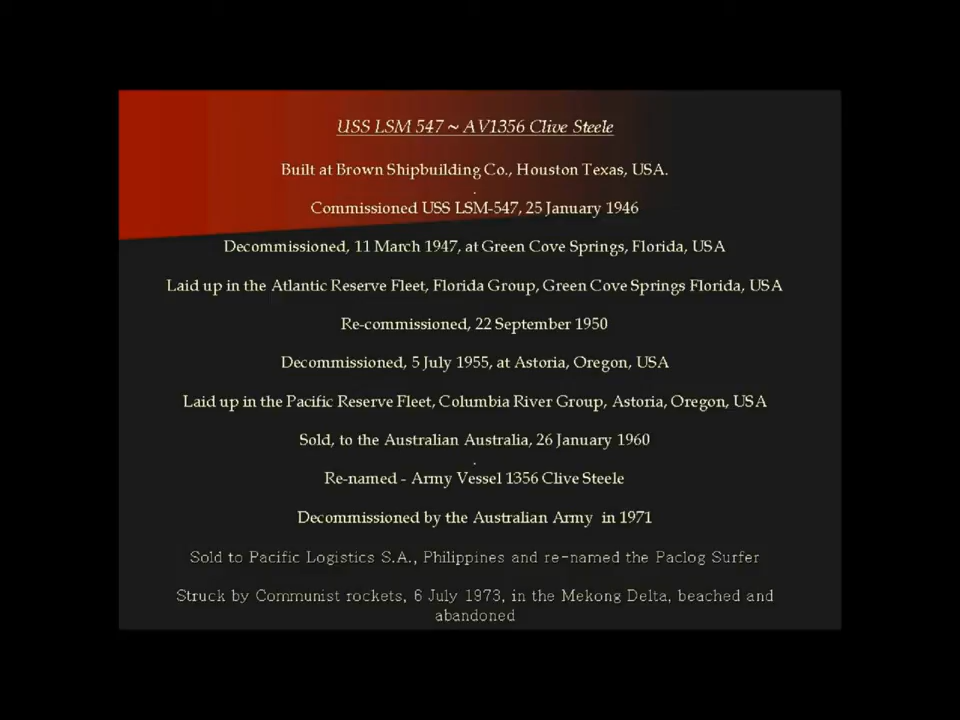 USS LSM 547 ~ AV1356 Clive Steele
Built at Brown Shipbuilding Co., Houston Texas, USA.
.
Commissioned USS LSM-547, 25 January 1946
Decommissioned, 11 March 1947, at Green Cove Springs, Florida, USA
Laid up in the Atlantic Reserve Fleet, Florida Group, Green Cove Springs Florida, USA
Re-commissioned, 22 September 1950
Decommissioned, 5 July 1955, at Astoria, Oregon, USA
Laid up in the Pacific Reserve Fleet, Columbia River Group, Astoria, Oregon, USA
Sold, to the Australian Australia, 26 January 1960
.
Re-named - Army Vessel 1356 Clive Steele
Decommissioned by the Australian Army in 1971
Sold to Pacific Logistics S.A., Philippines and re-named the Paclog Surfer
Struck by Communist rockets, 6 July 1973, in the Mekong Delta, beached and
abandoned